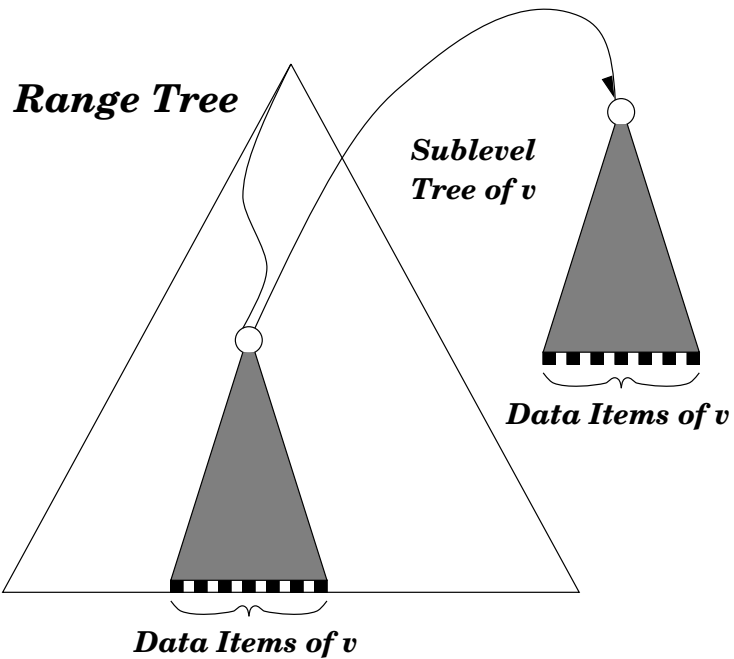 Range Tree
Sublevel
Tree of v
Data Items of v
Data Items of v